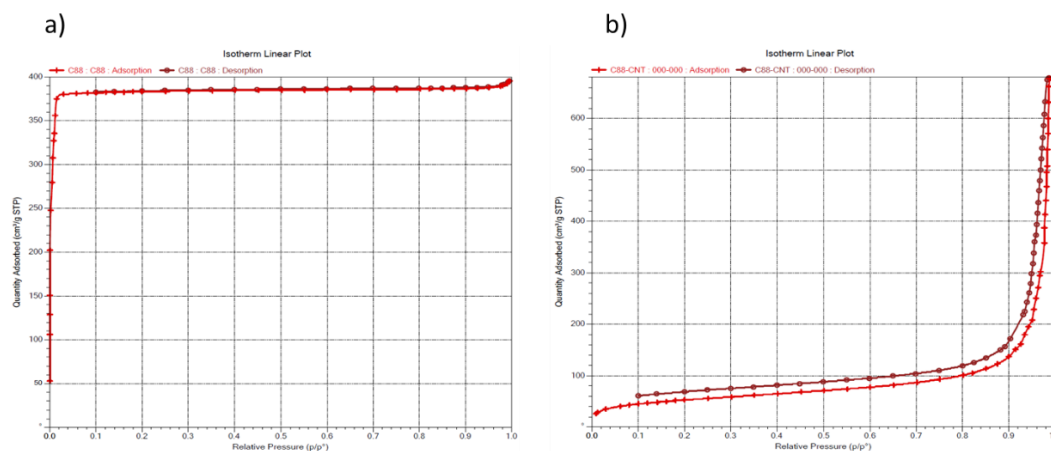 a)
Isotherm Linear Plot
C88 : C88 : Adsorption C88 : C88 : Desorption
Quantity Adsorbed (cm³/g STP)
400
350
300
250
200
150
100
50
0
0.0 0.1 0.2 0.3 0.4 0.5 0.6 0.7 0.8 0.9 1.0
Relative Pressure (p/p°)
b)
Isotherm Linear Plot
C88-CNT : 000-000 : Adsorption C88-CNT : 000-000 : Desorption
Quantity Adsorbed (cm³/g STP)
600
500
400
300
200
100
0
0.0 0.1 0.2 0.3 0.4 0.5 0.6 0.7 0.8 0.9 1.0
Relative Pressure (p/p°)